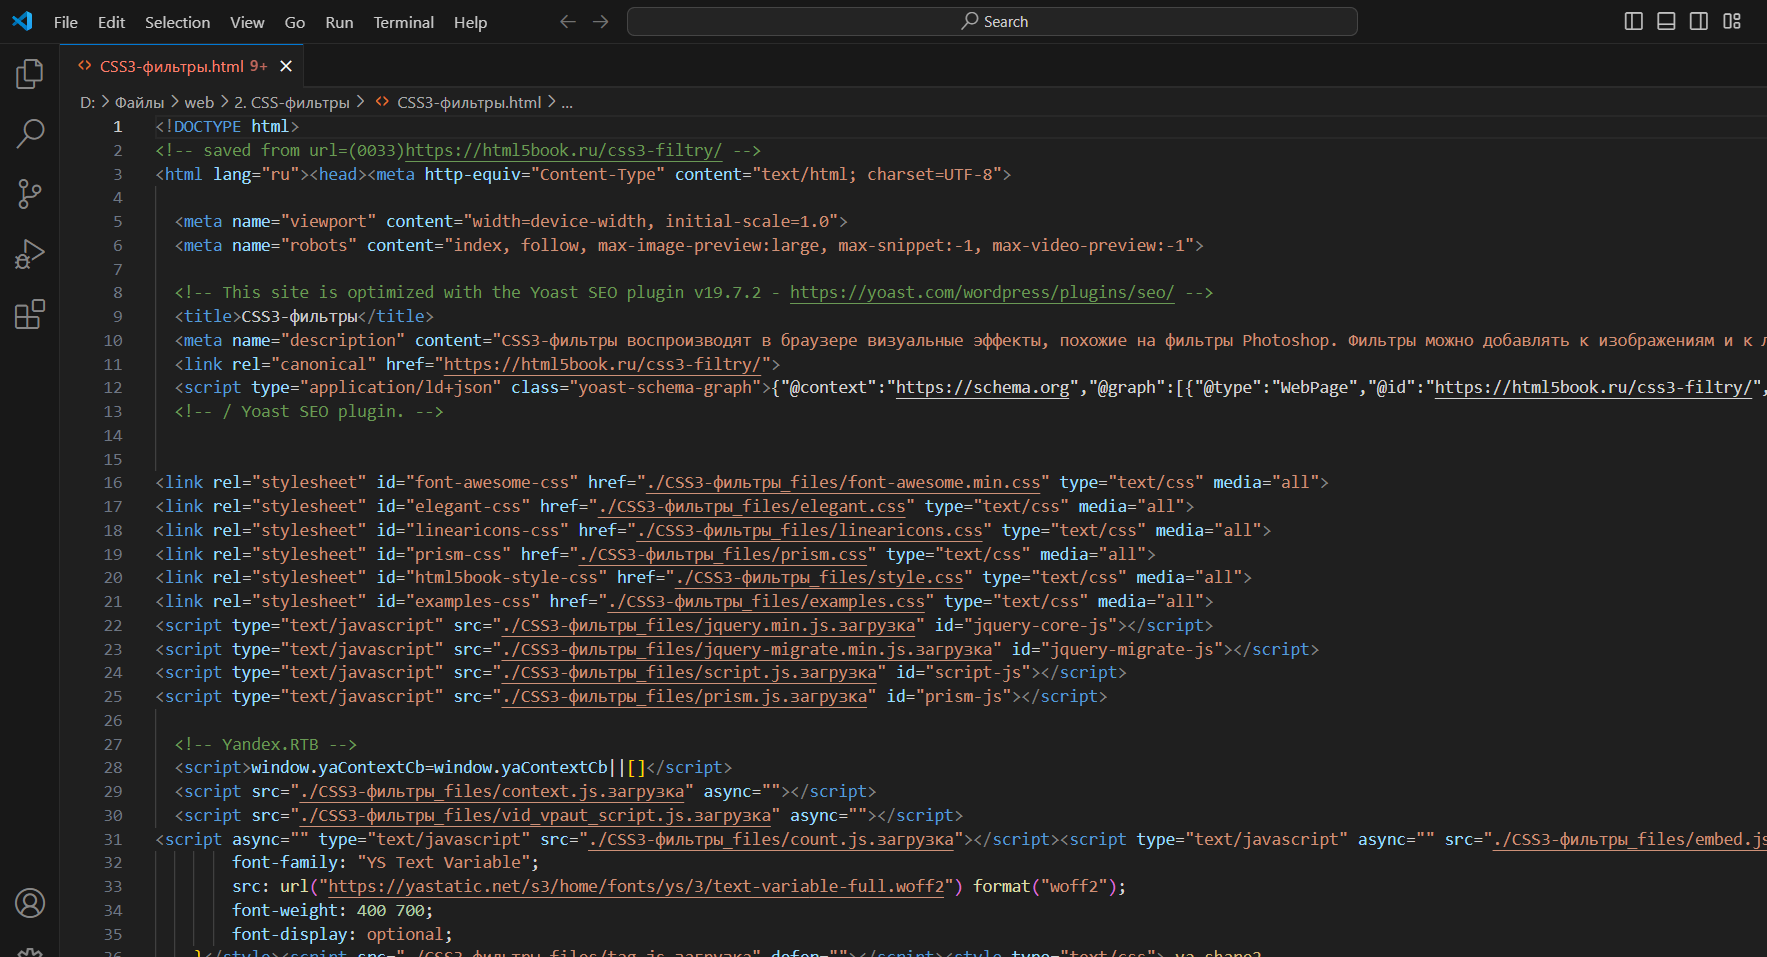 File Edit Selection View Go Run Terminal Help Search
CSS3-фильтры.html 9+
D: > Файлы > web > 2. CSS-фильтры > CSS3-фильтры.html > ...
1 <!DOCTYPE html>
2 <!-- saved from url=(0033)https://html5book.ru/css3-filtry/ -->
3 <html lang="ru"><head><meta http-equiv="Content-Type" content="text/html; charset=UTF-8">
4
5 <meta name="viewport" content="width=device-width, initial-scale=1.0">
6 <meta name="robots" content="index, follow, max-image-preview:large, max-snippet:-1, max-video-preview:-1">
7
8 <!-- This site is optimized with the Yoast SEO plugin v19.7.2 - https://yoast.com/wordpress/plugins/seo/ -->
9 <title>CSS3-фильтры</title>
10 <meta name="description" content="CSS3-фильтры воспроизводят в браузере визуальные эффекты, похожие на фильтры Photoshop. Фильтры можно добавлять к изображениям и к л
11 <link rel="canonical" href="https://html5book.ru/css3-filtry/">
12 <script type="application/ld+json" class="yoast-schema-graph">{"@context":"https://schema.org","@graph":[{"@type":"WebPage","@id":"https://html5book.ru/css3-filtry/",
13 <!-- / Yoast SEO plugin. -->
14
15
16 <link rel="stylesheet" id="font-awesome-css" href="./CSS3-фильтры_files/font-awesome.min.css" type="text/css" media="all">
17 <link rel="stylesheet" id="elegant-css" href="./CSS3-фильтры_files/elegant.css" type="text/css" media="all">
18 <link rel="stylesheet" id="linearicons-css" href="./CSS3-фильтры_files/linearicons.css" type="text/css" media="all">
19 <link rel="stylesheet" id="prism-css" href="./CSS3-фильтры_files/prism.css" type="text/css" media="all">
20 <link rel="stylesheet" id="html5book-style-css" href="./CSS3-фильтры_files/style.css" type="text/css" media="all">
21 <link rel="stylesheet" id="examples-css" href="./CSS3-фильтры_files/examples.css" type="text/css" media="all">
22 <script type="text/javascript" src="./CSS3-фильтры_files/jquery.min.js.загрузка" id="jquery-core-js"></script>
23 <script type="text/javascript" src="./CSS3-фильтры_files/jquery-migrate.min.js.загрузка" id="jquery-migrate-js"></script>
24 <script type="text/javascript" src="./CSS3-фильтры_files/script.js.загрузка" id="script-js"></script>
25 <script type="text/javascript" src="./CSS3-фильтры_files/prism.js.загрузка" id="prism-js"></script>
26
27 <!-- Yandex.RTB -->
28 <script>window.yaContextCb=window.yaContextCb||[]</script>
29 <script src="./CSS3-фильтры_files/context.js.загрузка" async=""></script>
30 <script src="./CSS3-фильтры_files/vid_vpaut_script.js.загрузка" async=""></script>
31 <script async="" type="text/javascript" src="./CSS3-фильтры_files/count.js.загрузка"></script><script type="text/javascript" async="" src="./CSS3-фильтры_files/embed.js
32 font-family: "YS Text Variable";
33 src: url("https://yastatic.net/s3/home/fonts/ys/3/text-variable-full.woff2") format("woff2");
34 font-weight: 400 700;
35 font-display: optional;
36 }</style><script src="./CSS3-фильтры_files/tag.js.загрузка" defer=""></script><style type="text/css">.ya-share2